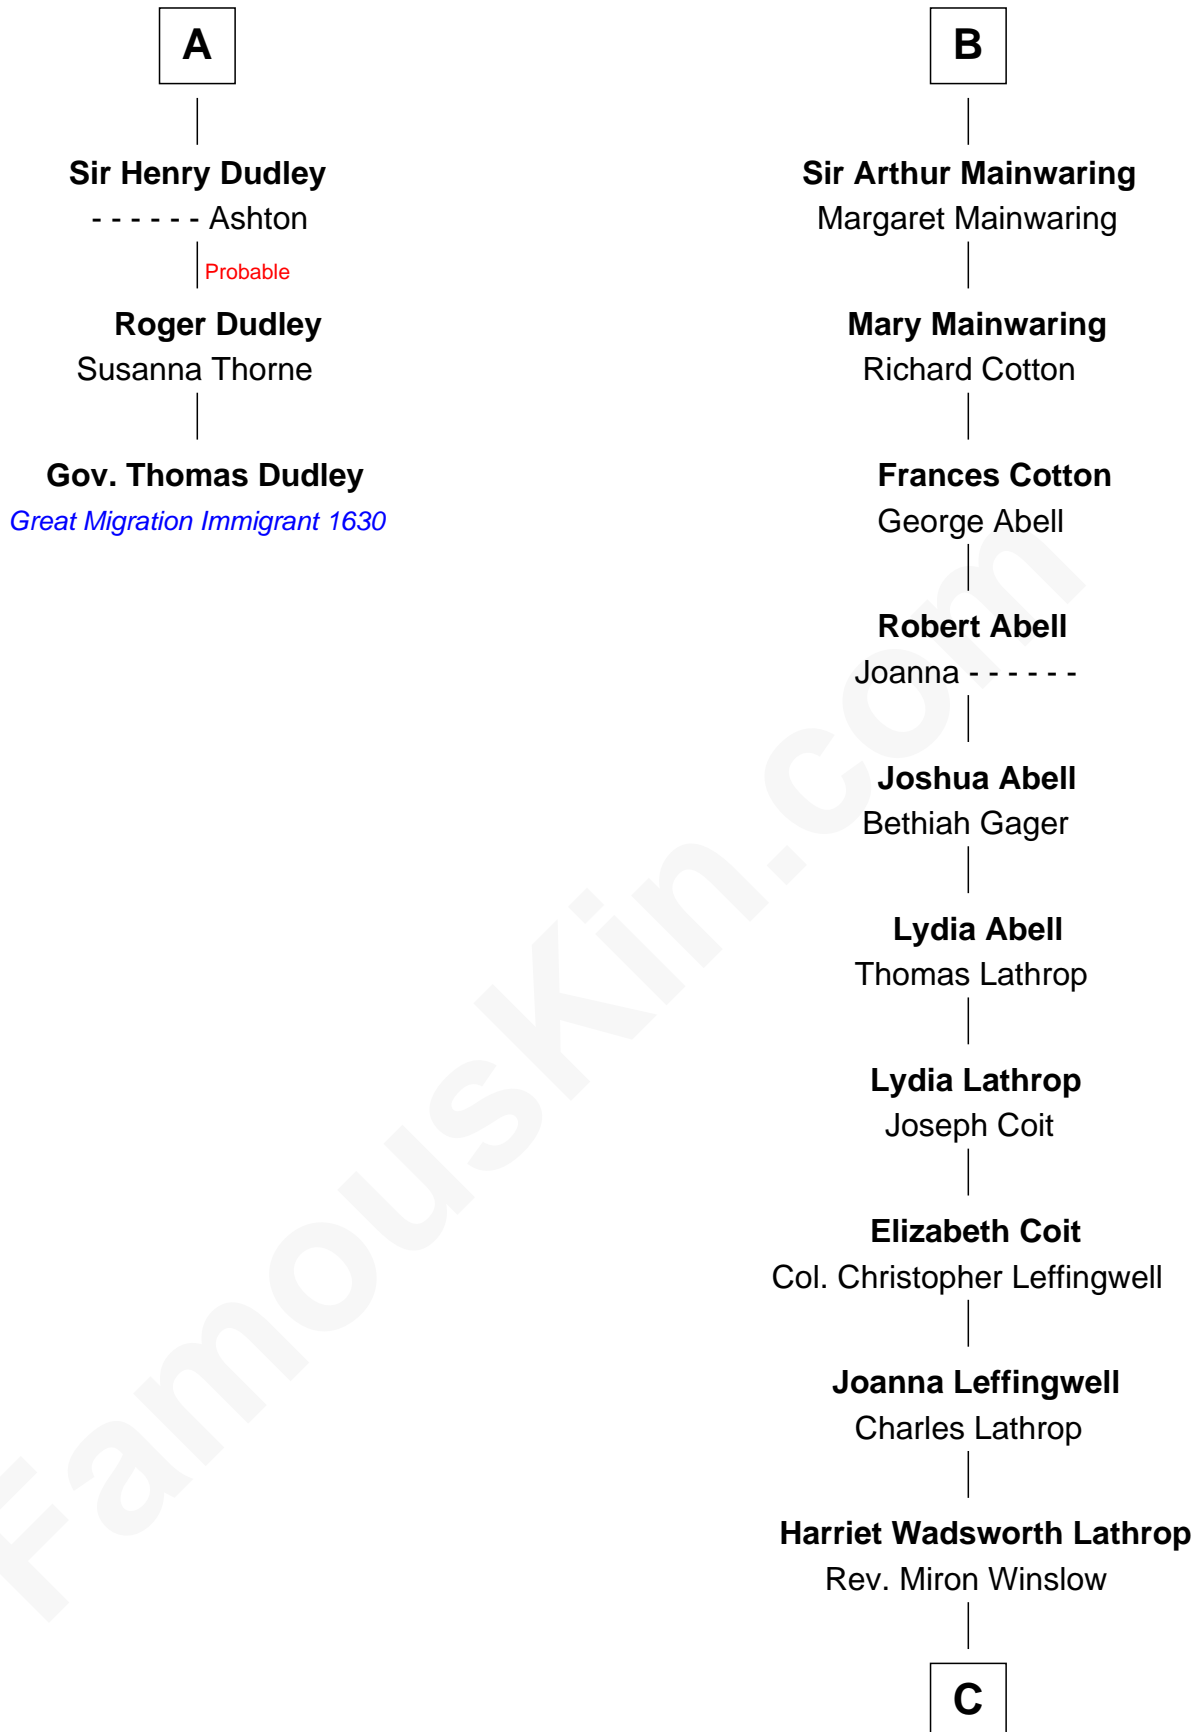 A
Sir Henry Dudley
- - - - - - Ashton
Probable
Roger Dudley
Susanna Thorne
Gov. Thomas Dudley
Great Migration Immigrant 1630
B
Sir Arthur Mainwaring
Margaret Mainwaring
Mary Mainwaring
Richard Cotton
Frances Cotton
George Abell
Robert Abell
Joanna - - - - - -
Joshua Abell
Bethiah Gager
Lydia Abell
Thomas Lathrop
Lydia Lathrop
Joseph Coit
Elizabeth Coit
Col. Christopher Leffingwell
Joanna Leffingwell
Charles Lathrop
Harriet Wadsworth Lathrop
Rev. Miron Winslow
C
FamousKin.com